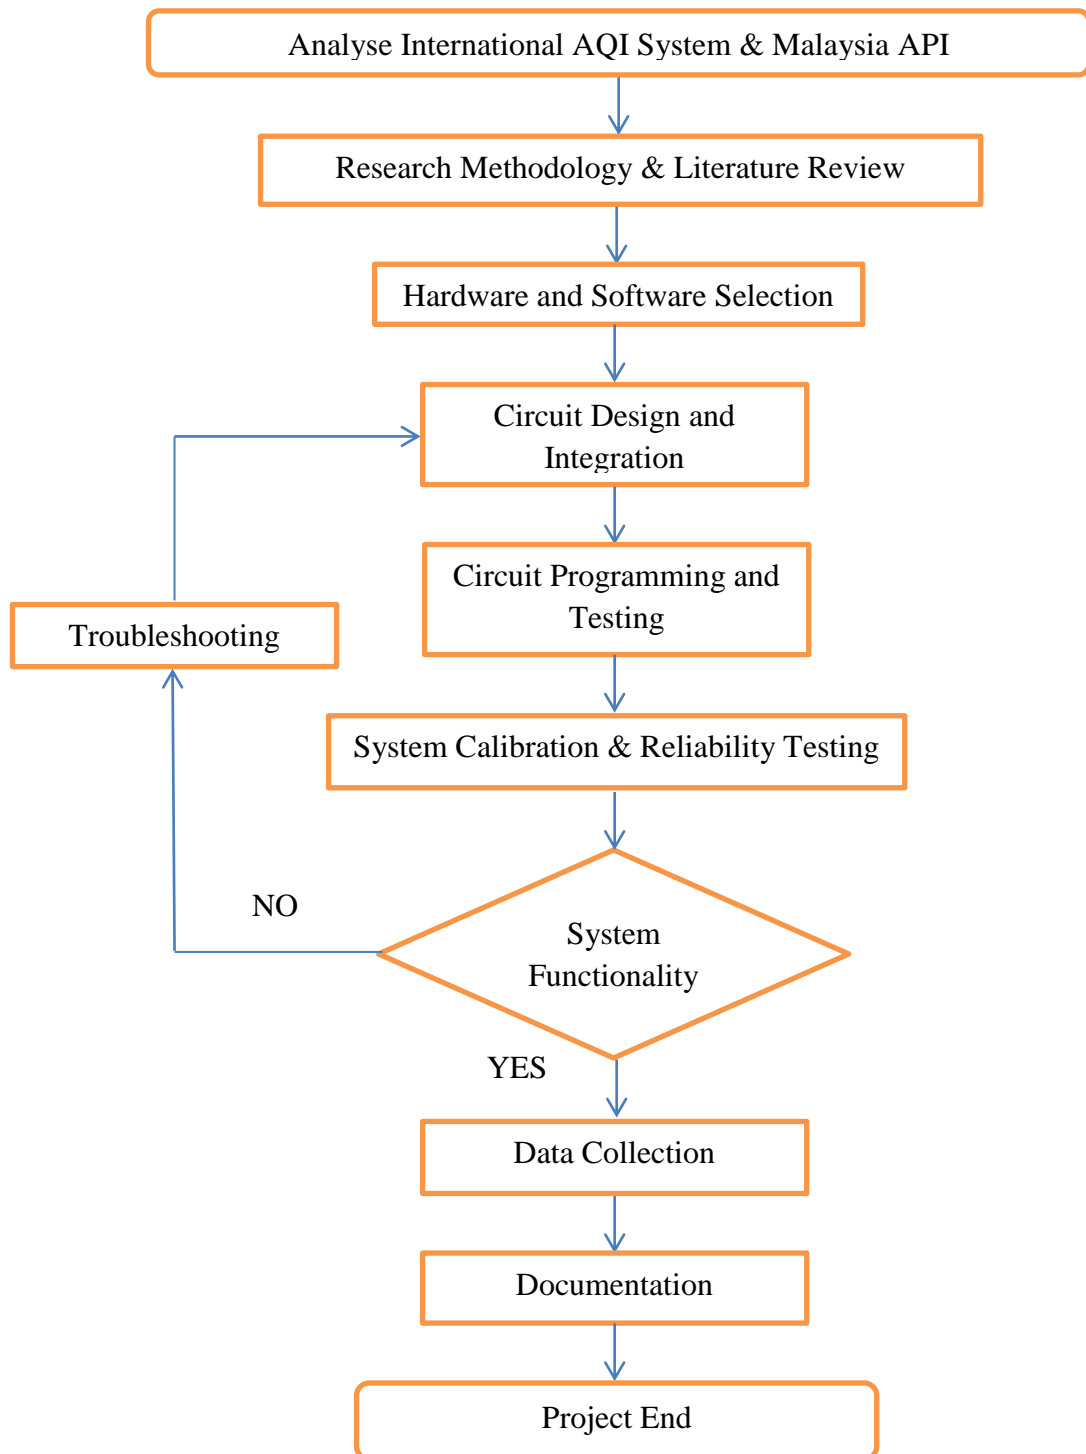 Analyse International AQI System & Malaysia API
Research Methodology & Literature Review
Hardware and Software Selection
Circuit Design and
Integration
Circuit Programming and
Testing
Troubleshooting
System Calibration & Reliability Testing
NO
System
Functionality
YES
Data Collection
Documentation
Project End